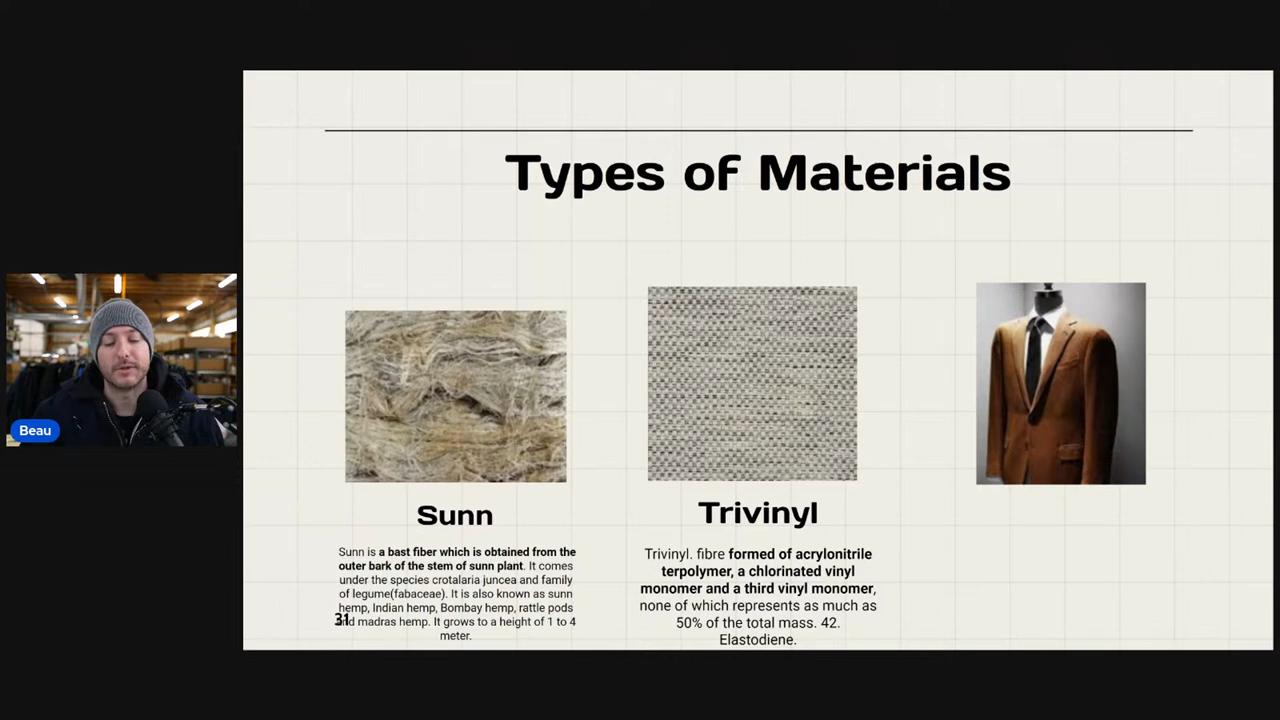 Types of Materials
Beau
Sunn
Sunn is a bast fiber which is obtained from the
outer bark of the stem of sunn plant. It comes
under the species crotalaria juncea and family
of legume(fabaceae). It is also known as sunn
hemp, Indian hemp, Bombay hemp, rattle pods
and madras hemp. It grows to a height of 1 to 4
meter.
31
Trivinyl
Trivinyl. fibre formed of acrylonitrile
terpolymer, a chlorinated vinyl
monomer and a third vinyl monomer,
none of which represents as much as
50% of the total mass. 42.
Elastodiene.